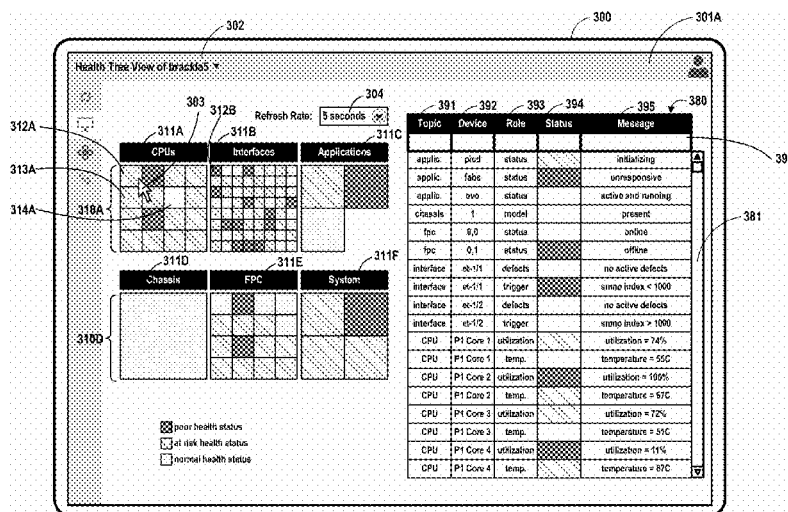 300
302
301A
Health Tree View of brackla5 ▼
303
312B
304
Refresh Rate: 5 seconds
391 392 393 394 395 380
312A
311A
311B
311C
Topic Device Role Status Message
CPUs Interfaces Applications
39
313A
314A
310A
applic. status initializing
applic. fabs status unresponsive
applic. evo status active and running
chassis 1 model present
fpc 0,0 status online
fpc 0,1 status offline
381
311D
311E
311F
Chassis FPC System
interface et-1/1 defects no active defects
interface et-1/1 trigger snmp index < 1000
interface et-1/2 defects no active defects
interface et-1/2 trigger snmp index > 1000
310D
CPU P1 Core 1 utilization utilization = 74%
CPU P1 Core 1 temp. temperature = 55C
CPU P1 Core 2 utilization utilization = 100%
CPU P1 Core 2 temp. temperature = 67C
CPU P1 Core 3 utilization utilization = 72%
CPU P1 Core 3 temp. temperature = 51C
CPU P1 Core 4 utilization utilization = 11%
CPU P1 Core 4 temp. temperature = 87C
poor health status
at risk health status
normal health status